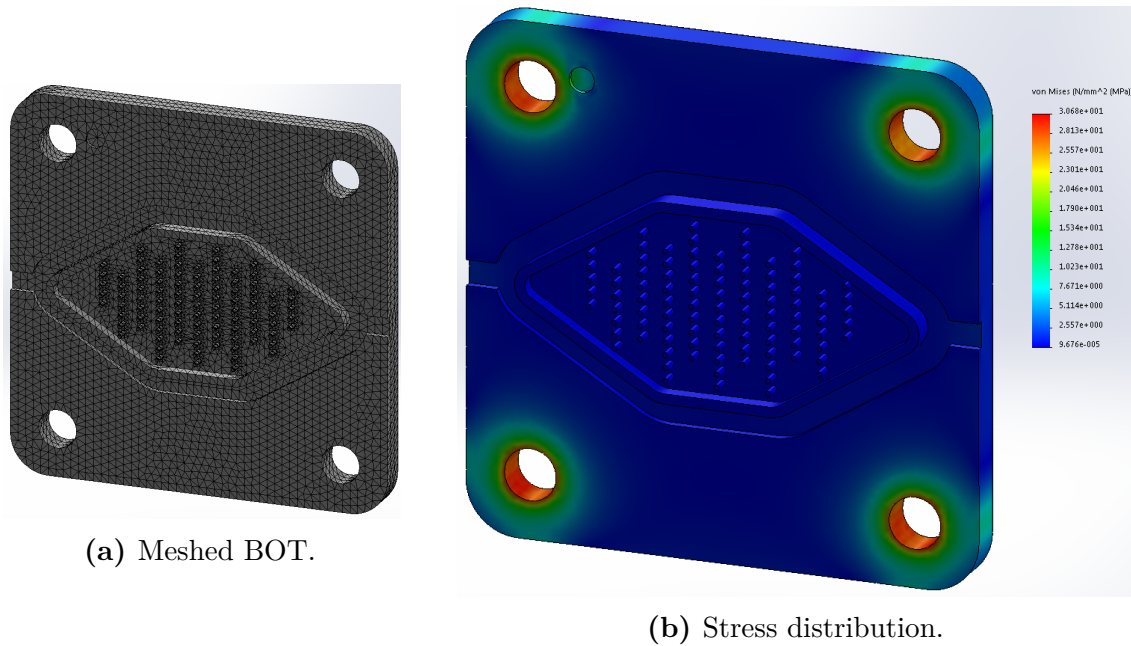 von Mises (N/mm^2 (MPa))
3.068e+001
2.813e+001
2.557e+001
2.301e+001
2.046e+001
1.790e+001
1.534e+001
1.278e+001
1.023e+001
7.671e+000
5.114e+000
2.557e+000
9.676e-005
(a) Meshed BOT.
(b) Stress distribution.